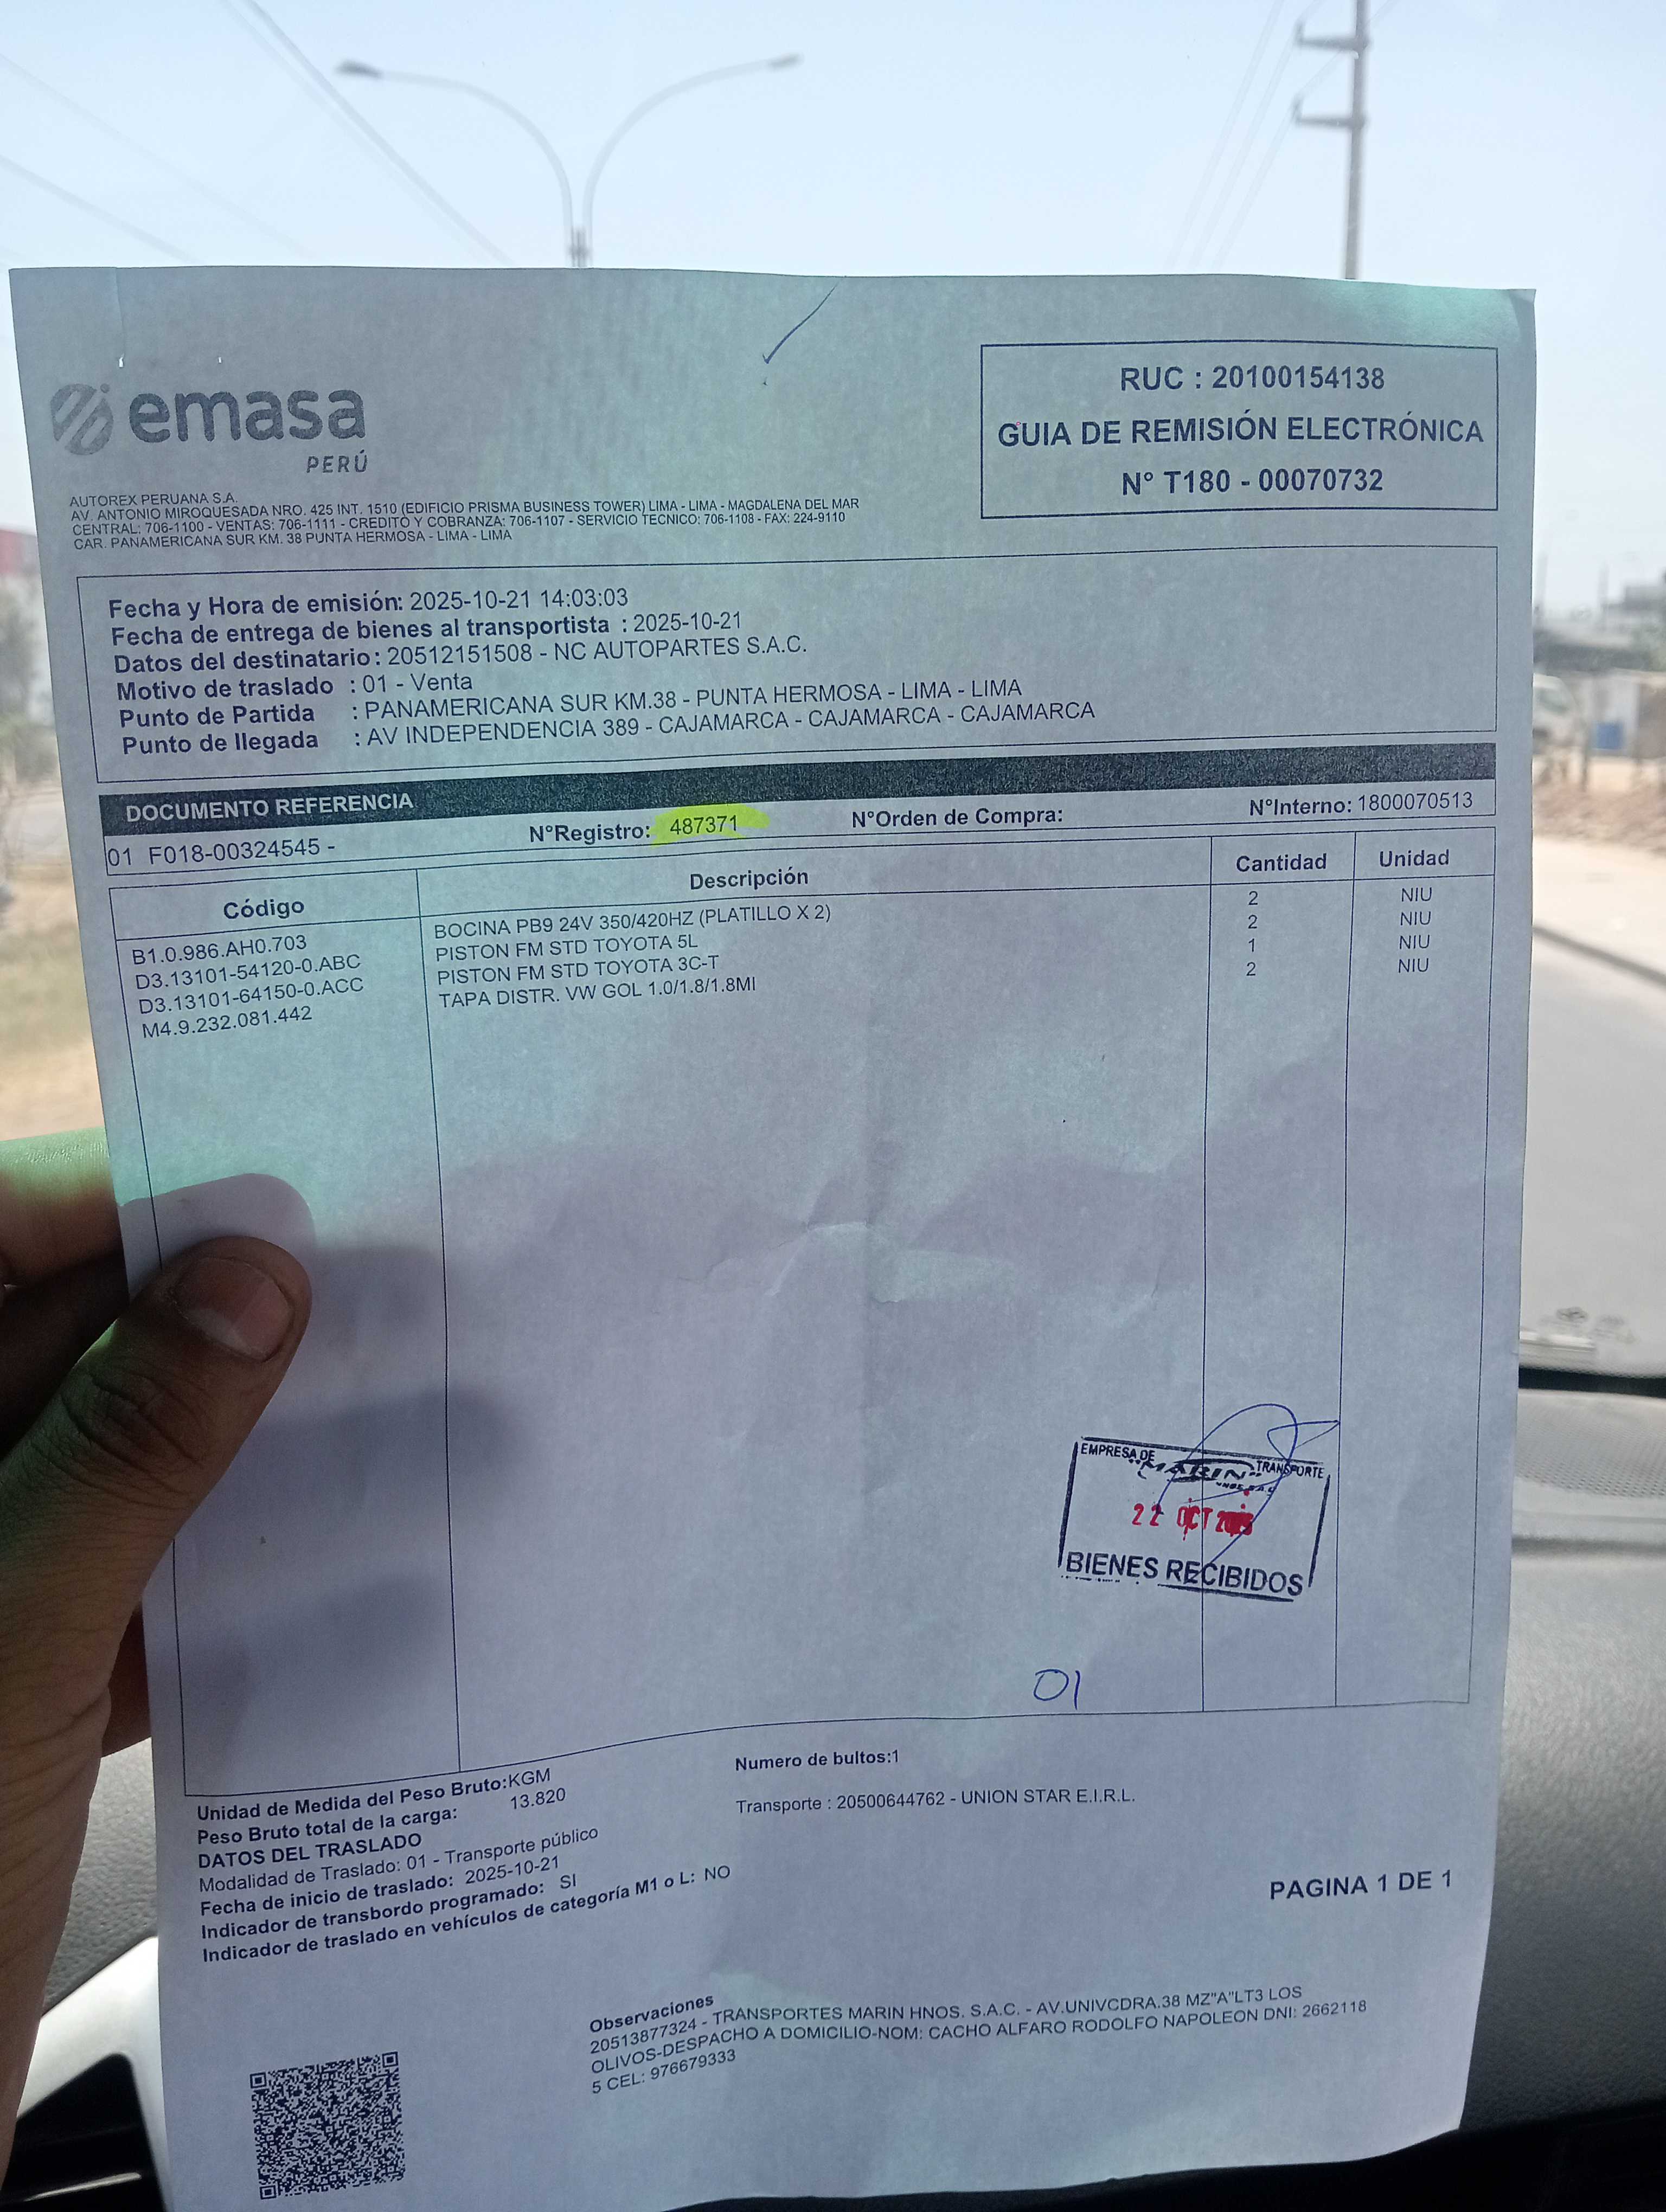 emasa
PERÚ
RUC : 20100154138
GUIA DE REMISIÓN ELECTRÓNICA
N° T180 - 00070732
AUTOREX PERUANA S.A.
AV. ANTONIO MIROQUESADA NRO. 425 INT. 1510 (EDIFICIO PRISMA BUSINESS TOWER) LIMA - LIMA - MAGDALENA DEL MAR
CENTRAL: 706-1100 - VENTAS: 706-1111 - CREDITO Y COBRANZA: 706-1107 - SERVICIO TECNICO: 706-1108 - FAX: 224-9110
CAR. PANAMERICANA SUR KM. 38 PUNTA HERMOSA - LIMA - LIMA
Fecha y Hora de emisión: 2025-10-21 14:03:03
Fecha de entrega de bienes al transportista : 2025-10-21
Datos del destinatario : 20512151508 - NC AUTOPARTES S.A.C.
Motivo de traslado : 01 - Venta
Punto de Partida : PANAMERICANA SUR KM.38 - PUNTA HERMOSA - LIMA - LIMA
Punto de llegada : AV INDEPENDENCIA 389 - CAJAMARCA - CAJAMARCA - CAJAMARCA
DOCUMENTO REFERENCIA
01 F018-00324545 - N°Registro: 487371 N°Orden de Compra: N°Interno: 1800070513
Código Descripción Cantidad Unidad
B1.0.986.AH0.703 BOCINA PB9 24V 350/420HZ (PLATILLO X 2) 2 NIU
D3.13101-54120-0.ABC PISTON FM STD TOYOTA 5L 2 NIU
D3.13101-64150-0.ACC PISTON FM STD TOYOTA 3C-T 1 NIU
M4.9.232.081.442 TAPA DISTR. VW GOL 1.0/1.8/1.8MI 2 NIU
EMPRESA DE TRANSPORTE
"MARIN"
HNOS S.A.C
22 OCT 2025
BIENES RECIBIDOS
01
Unidad de Medida del Peso Bruto:KGM
Peso Bruto total de la carga: 13.820
DATOS DEL TRASLADO
Modalidad de Traslado: 01 - Transporte público
Fecha de inicio de traslado: 2025-10-21
Indicador de transbordo programado: SI
Indicador de traslado en vehículos de categoría M1 o L: NO
Numero de bultos:1
Transporte : 20500644762 - UNION STAR E.I.R.L.
PAGINA 1 DE 1
Observaciones
20513877324 - TRANSPORTES MARIN HNOS. S.A.C. - AV.UNIVCDRA.38 MZ"A"LT3 LOS
OLIVOS-DESPACHO A DOMICILIO-NOM: CACHO ALFARO RODOLFO NAPOLEON DNI: 2662118
5 CEL: 976679333